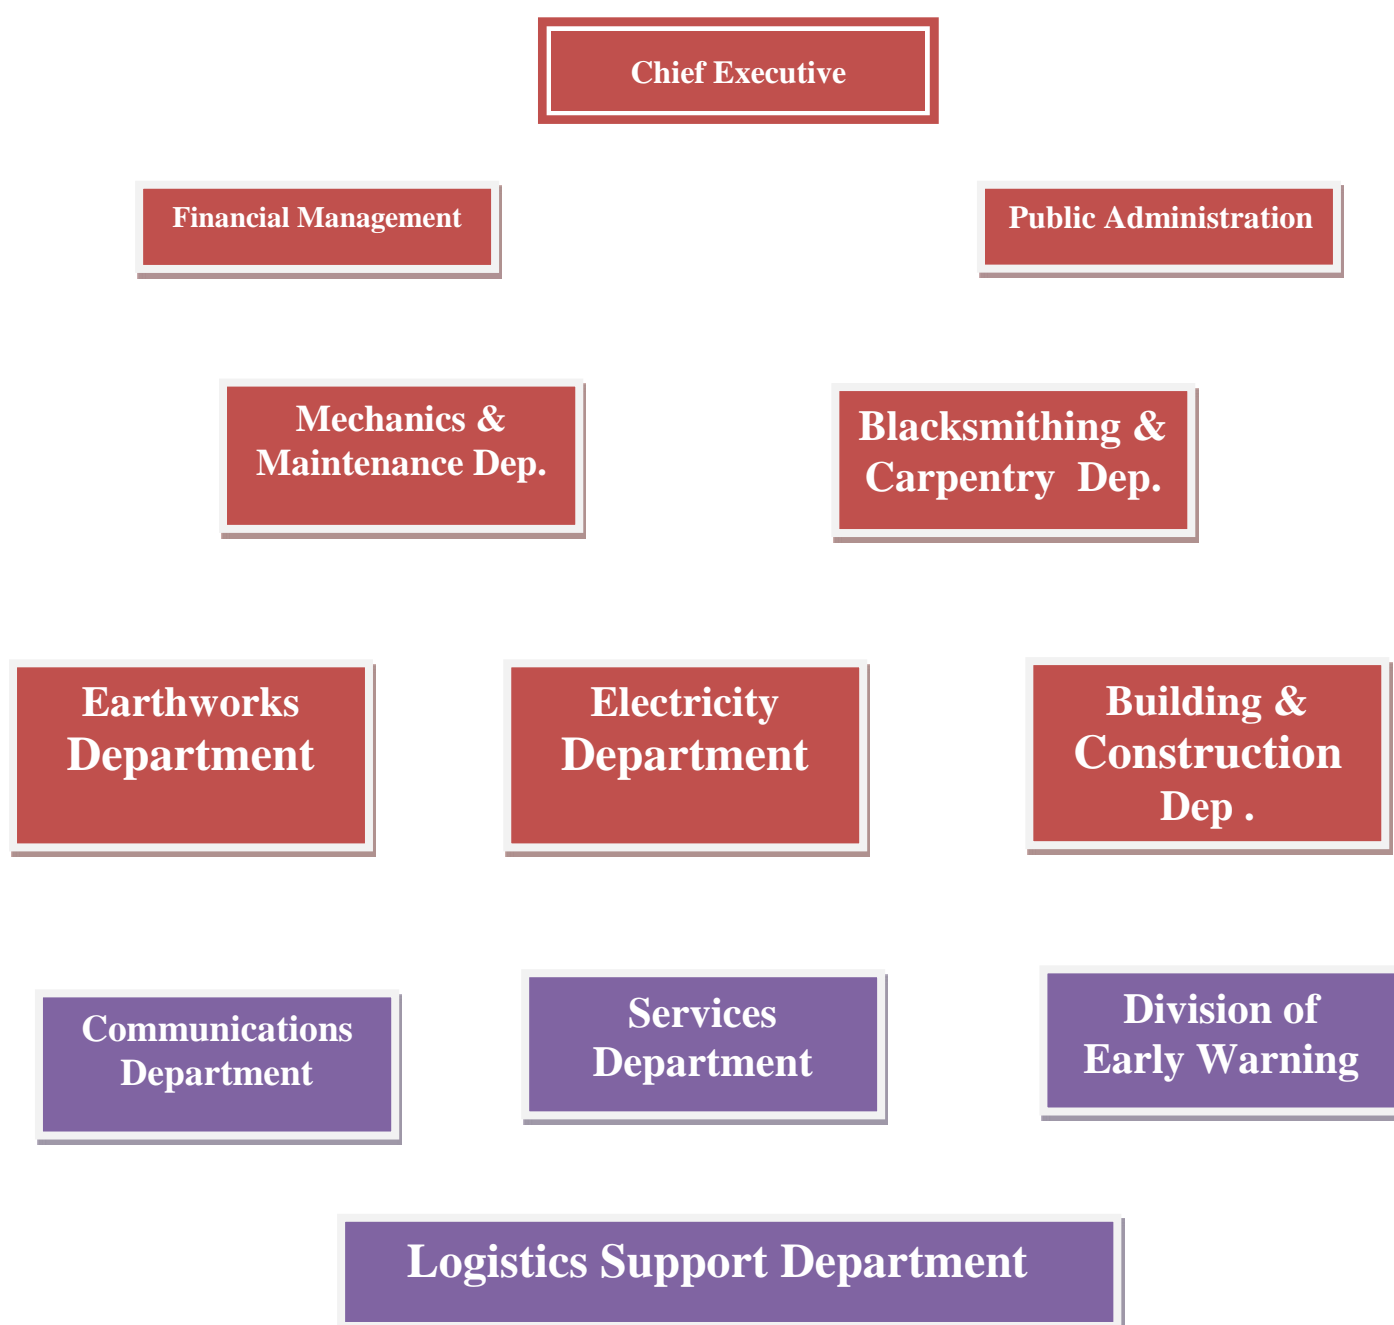 Chief Executive
Financial Management
Public Administration
Mechanics &
Maintenance Dep.
Blacksmithing &
Carpentry Dep.
Earthworks
Department
Electricity
Department
Building &
Construction
Dep .
Communications
Department
Services
Department
Division of
Early Warning
Logistics Support Department